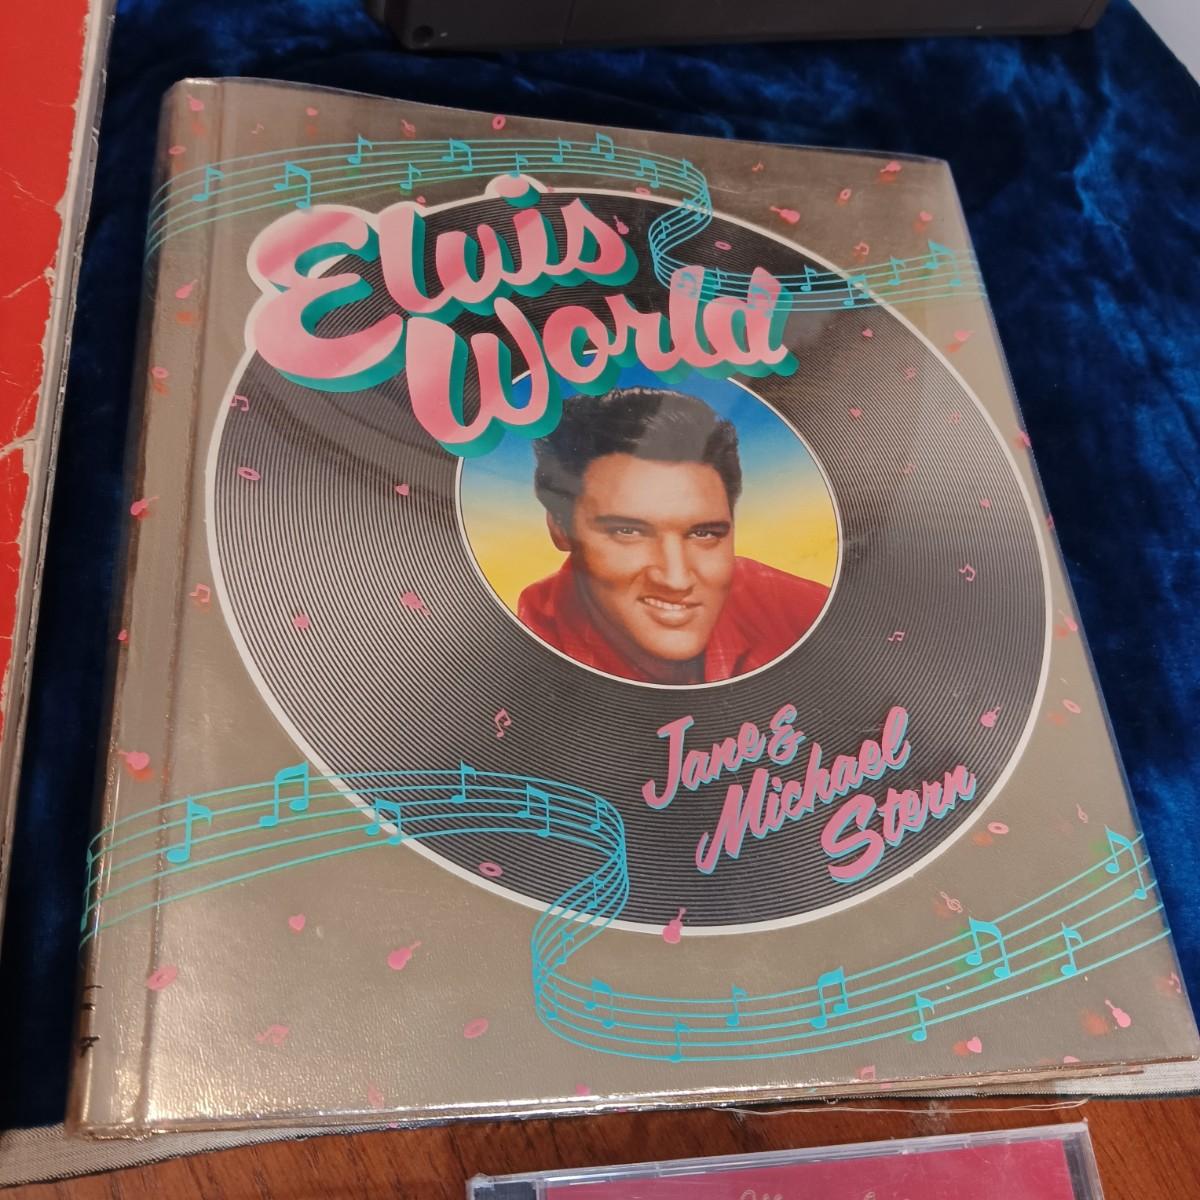 Elvis
World
Jane &
Michael
Stern